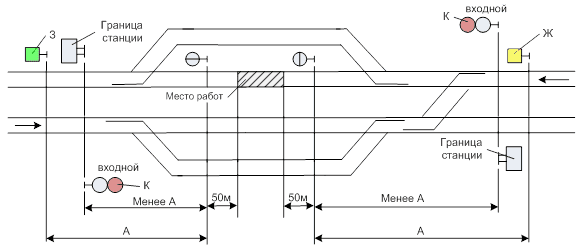 входной
К
З
Граница
станции
Ж
Место работ
Граница
станции
входной
К
Менее А
50м
50м
Менее А
А
А